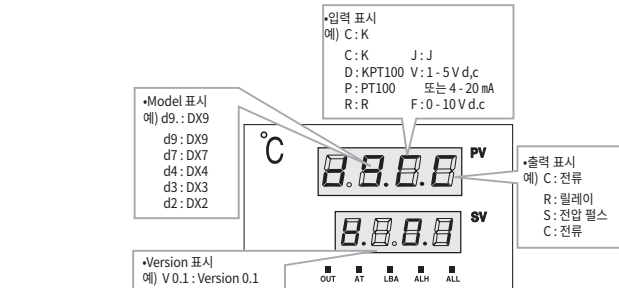 •입력 표시
예) C : K
C : K J : J
D : KPT100 V : 1 - 5 V d,c
P : PT100 또는 4 - 20 mA
R : R F : 0 - 10 V d.c
•Model 표시
예) d9. : DX9
d9 : DX9
d7 : DX7
d4 : DX4
d3 : DX3
d2 : DX2
℃
PV
•출력 표시
예) C : 전류
R : 릴레이
S : 전압 펄스
C : 전류
SV
•Version 표시
예) V 0.1 : Version 0.1
OUT AT LBA ALH ALL